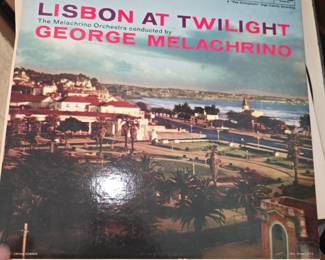 LISBON AT TWILIGHT
The Melachrino Orchestra conducted by
GEORGE MELACHRINO